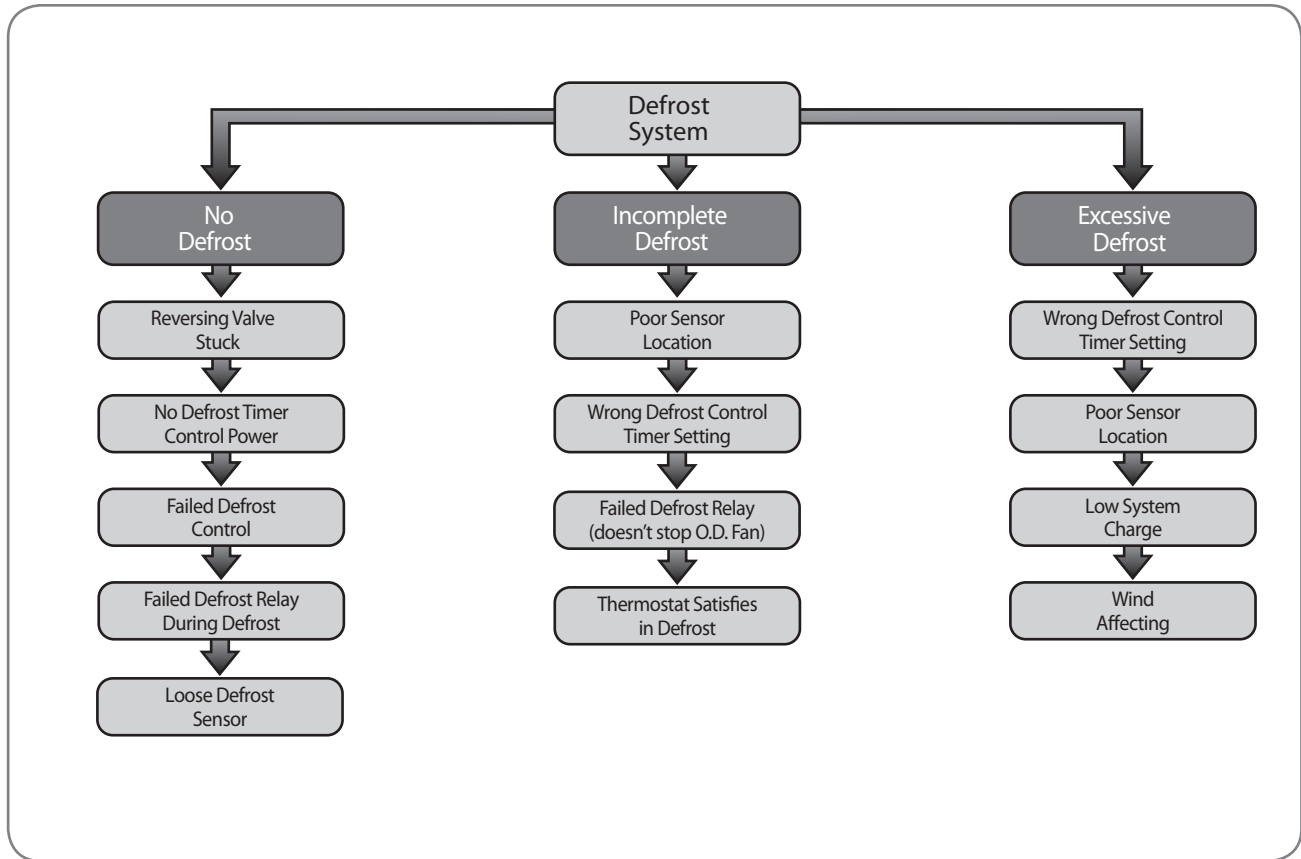 Defrost
System
No
Defrost
Reversing Valve
Stuck
No Defrost Timer
Control Power
Failed Defrost
Control
Failed Defrost Relay
During Defrost
Loose Defrost
Sensor
Incomplete
Defrost
Poor Sensor
Location
Wrong Defrost Control
Timer Setting
Failed Defrost Relay
(doesn't stop O.D. Fan)
Thermostat Satisfies
in Defrost
Excessive
Defrost
Wrong Defrost Control
Timer Setting
Poor Sensor
Location
Low System
Charge
Wind
Affecting